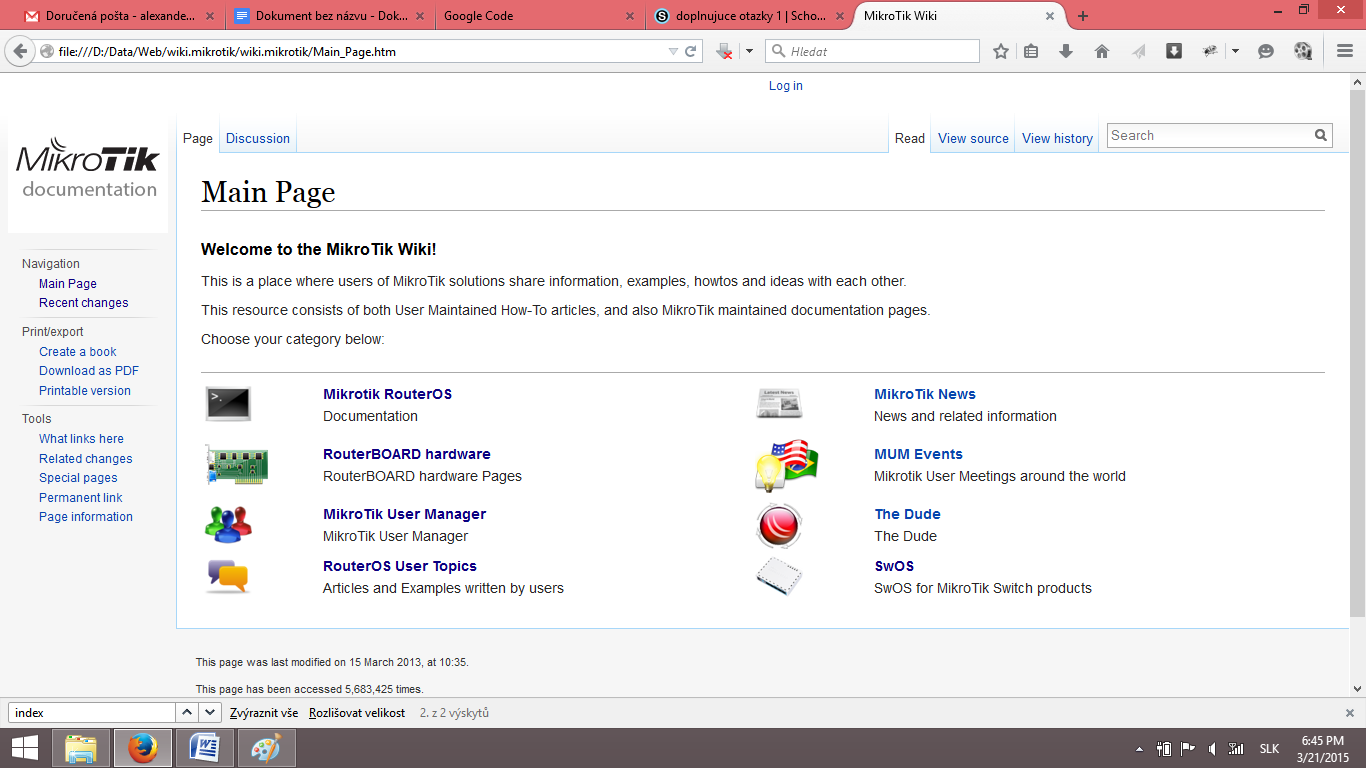 Doručená pošta - alexande...
Dokument bez názvu - Dok...
Google Code
doplnujuce otazky 1 | Scho...
MikroTik Wiki
file:///D:/Data/Web/wiki.mikrotik/wiki.mikrotik/Main_Page.htm
Hledat
Log in
MikroTik
documentation
Page
Discussion
Read
View source
View history
Search
Main Page
Welcome to the MikroTik Wiki!
This is a place where users of MikroTik solutions share information, examples, howtos and ideas with each other.
This resource consists of both User Maintained How-To articles, and also MikroTik maintained documentation pages.
Choose your category below:
Navigation
Main Page
Recent changes
Print/export
Create a book
Download as PDF
Printable version
Tools
What links here
Related changes
Special pages
Permanent link
Page information
Mikrotik RouterOS
Documentation
RouterBOARD hardware
RouterBOARD hardware Pages
MikroTik User Manager
MikroTik User Manager
RouterOS User Topics
Articles and Examples written by users
Latest News
MikroTik News
News and related information
MUM Events
Mikrotik User Meetings around the world
The Dude
The Dude
SwOS
SwOS for MikroTik Switch products
This page was last modified on 15 March 2013, at 10:35.
This page has been accessed 5,683,425 times.
index
Zvýraznit vše
Rozlišovat velikost
2. z 2 výskytů
SLK
6:45 PM
3/21/2015